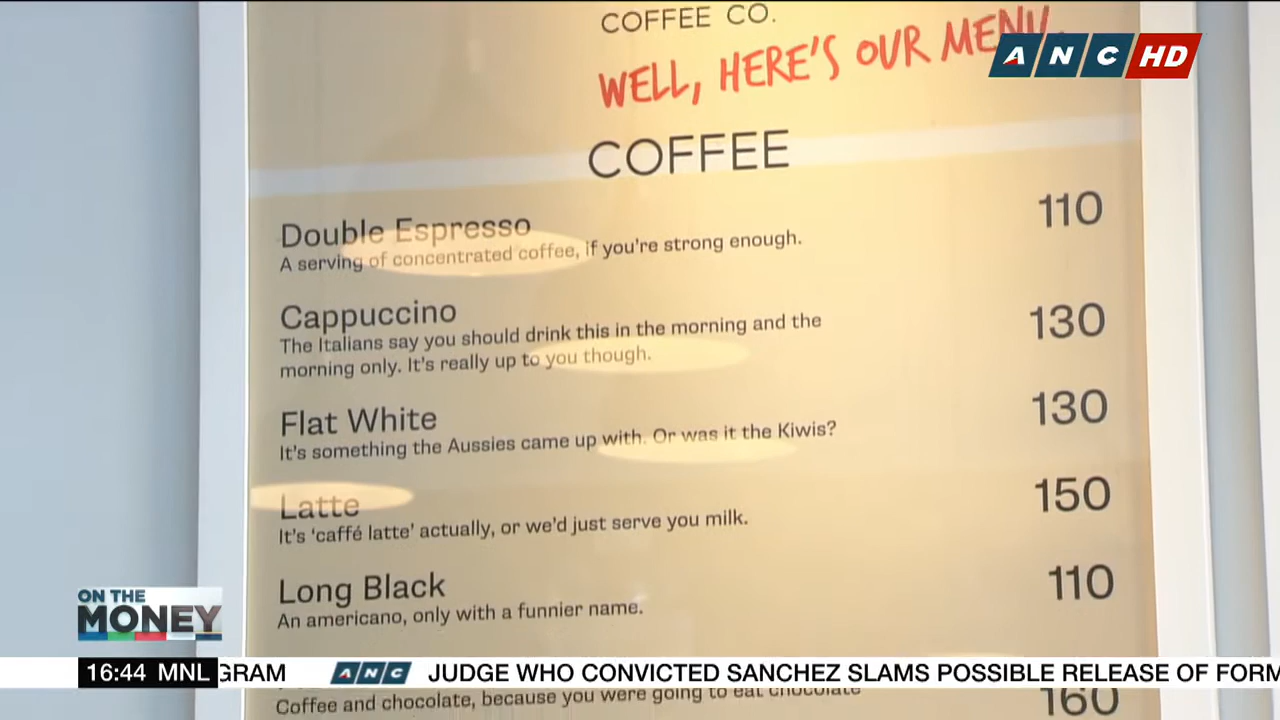 COFFEE CO.
WELL, HERE'S OUR MENU.
ANC HD
COFFEE
Double Espresso 110
A serving of concentrated coffee, if you're strong enough.
Cappuccino 130
The Italians say you should drink this in the morning and the
morning only. It's really up to you though.
Flat White 130
It's something the Aussies came up with. Or was it the Kiwis?
Latte 150
It's 'caffé latte' actually, or we'd just serve you milk.
Long Black 110
An americano, only with a funnier name.
ON THE
MONEY
16:44 MNL GRAM ANC JUDGE WHO CONVICTED SANCHEZ SLAMS POSSIBLE RELEASE OF FORM
Coffee and chocolate, because you were going to eat chocolate 160